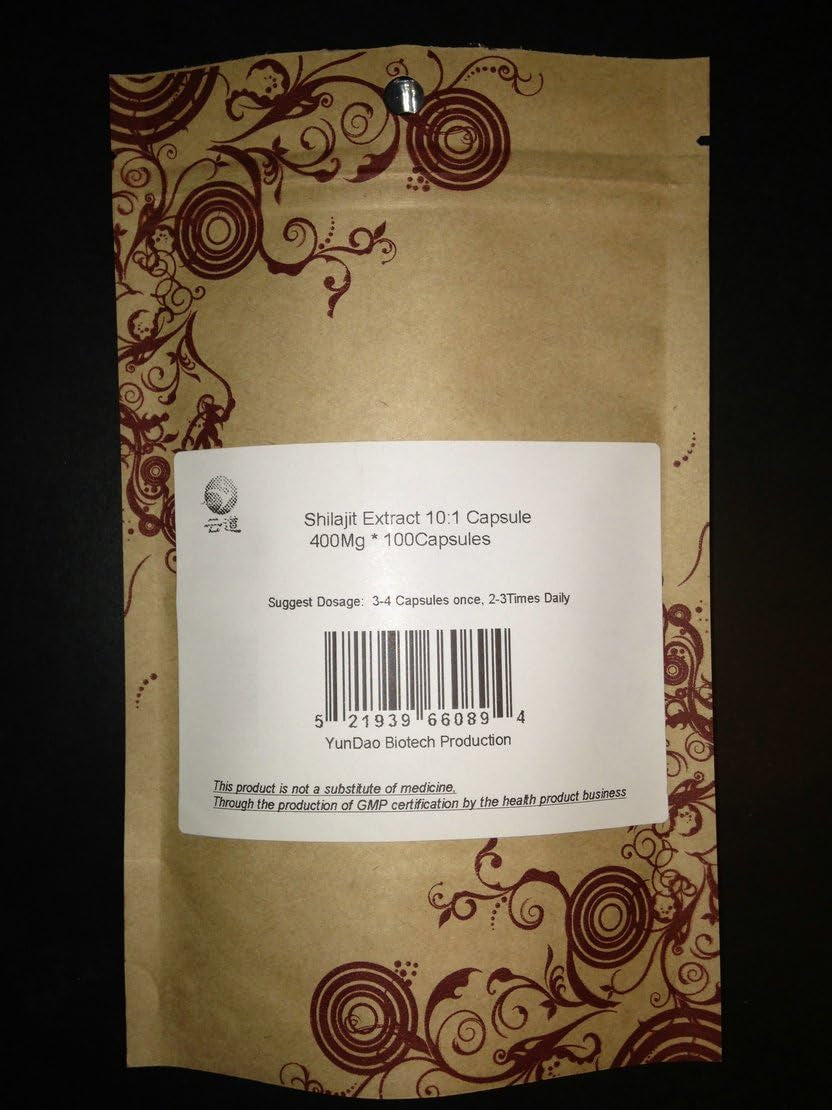 云道
Shilajit Extract 10:1 Capsule
400Mg * 100Capsules
Suggest Dosage: 3-4 Capsules once, 2-3Times Daily
5 21939 66089 4
YunDao Biotech Production
This product is not a substitute of medicine.
Through the production of GMP certification by the health product business